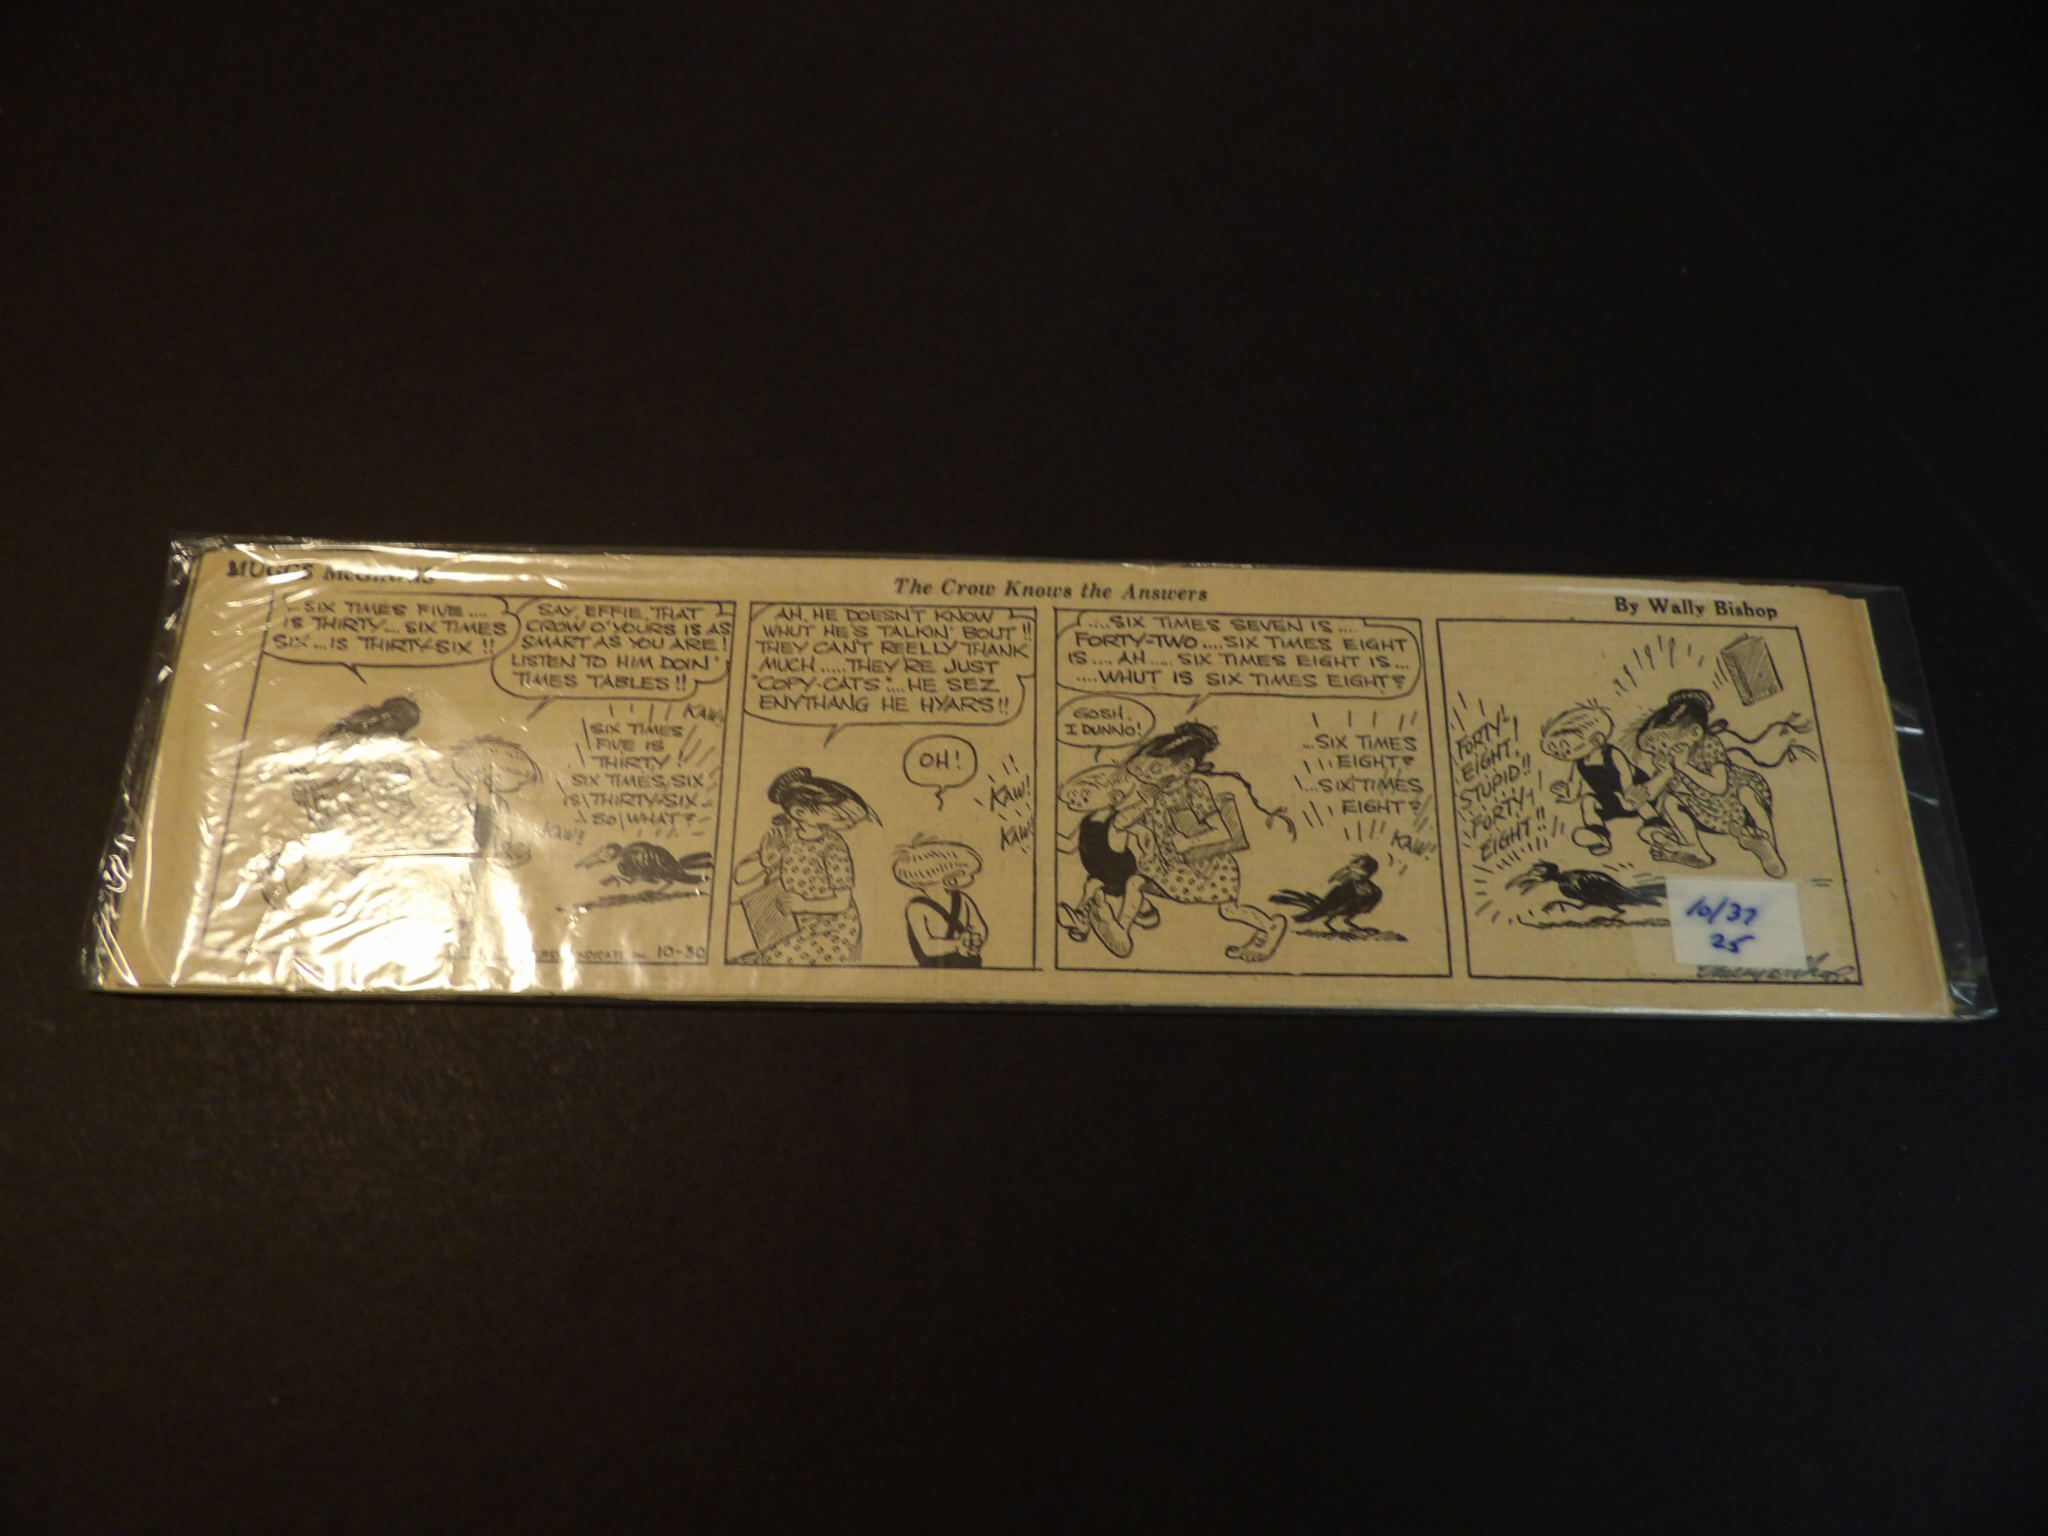 MUGGS McGINNIS
The Crow Knows the Answers
By Wally Bishop
...SIX TIMES FIVE....
IS THIRTY....SIX TIMES
SIX...IS THIRTY-SIX!!
SAY, EFFIE, THAT
CROW O'YOURS IS AS
SMART AS YOU ARE!
LISTEN TO HIM DOIN'
TIMES TABLES!!
KAW!
SIX TIMES
FIVE IS
THIRTY!
SIX TIMES SIX
IS THIRTY-SIX..
SO WHAT?
KAW!
10-30
AH, HE DOESN'T KNOW
WHUT HE'S TALKIN' 'BOUT!!
THEY CAN'T REELLY THANK
MUCH.....THEY'RE JUST
"COPY-CATS"....HE SEZ
ENYTHANG HE HYARS!!
OH!
KAW!!
KAW!
....SIX TIMES SEVEN IS....
FORTY-TWO....SIX TIMES EIGHT
IS.... AH.....SIX TIMES EIGHT IS...
....WHUT IS SIX TIMES EIGHT?
GOSH,
I DUNNO!
...SIX TIMES
EIGHT?
...SIX TIMES
EIGHT?
KAW!
FORTY-
EIGHT,
STUPID!!
FORTY-
EIGHT!!
10/37
25